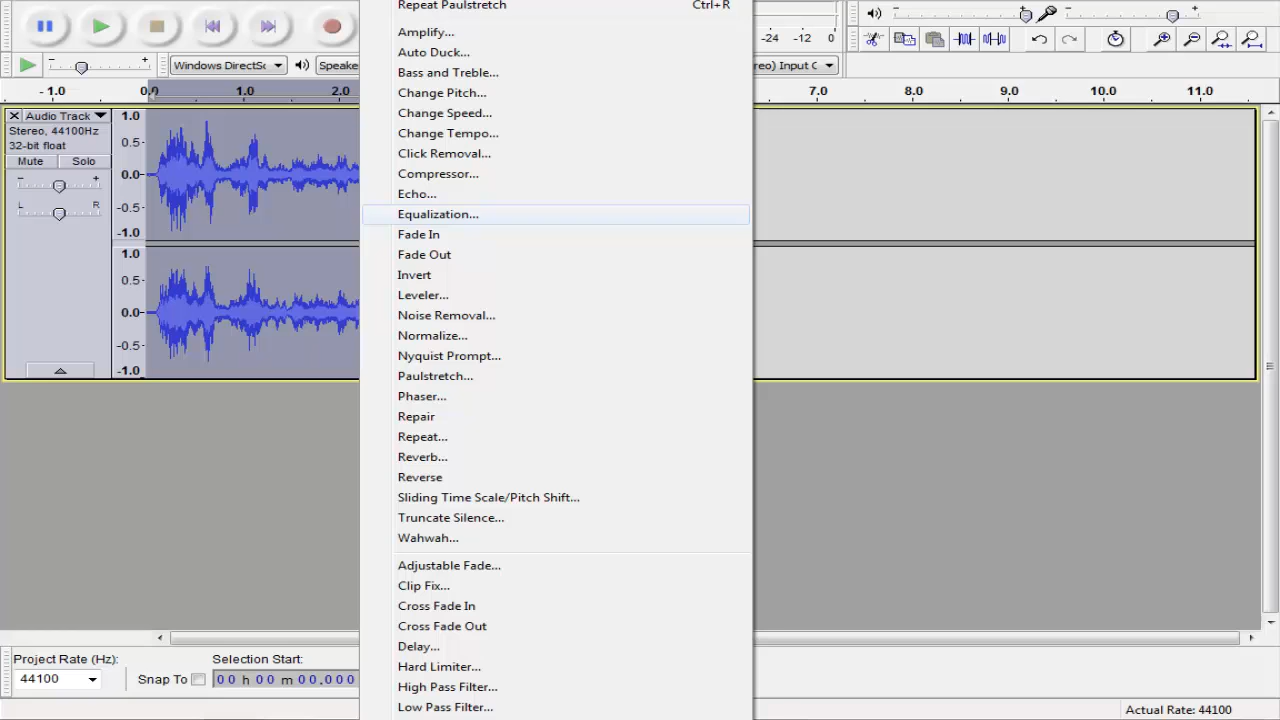 Repeat Paulstretch Ctrl+R
-24 -12 0
Amplify...
Auto Duck...
Windows DirectSo Speake eo) Input C
Bass and Treble...
-1.0 0.0 1.0 2.0 7.0 8.0 9.0 10.0 11.0
Change Pitch...
Change Speed...
Change Tempo...
Click Removal...
Compressor...
Echo...
Equalization...
Fade In
Fade Out
Invert
Leveler...
Noise Removal...
Normalize...
Nyquist Prompt...
Paulstretch...
Phaser...
Repair
Repeat...
Reverb...
Reverse
Sliding Time Scale/Pitch Shift...
Truncate Silence...
Wahwah...
Adjustable Fade...
Clip Fix...
Cross Fade In
Cross Fade Out
Delay...
Hard Limiter...
High Pass Filter...
Low Pass Filter...
Audio Track
Stereo, 44100Hz
32-bit float
Mute Solo
- +
L R
1.0
0.5
0.0
-0.5
-1.0
1.0
0.5
0.0
-0.5
-1.0
Project Rate (Hz): Selection Start:
44100 Snap To 00 h 00 m 00.000
Actual Rate: 44100